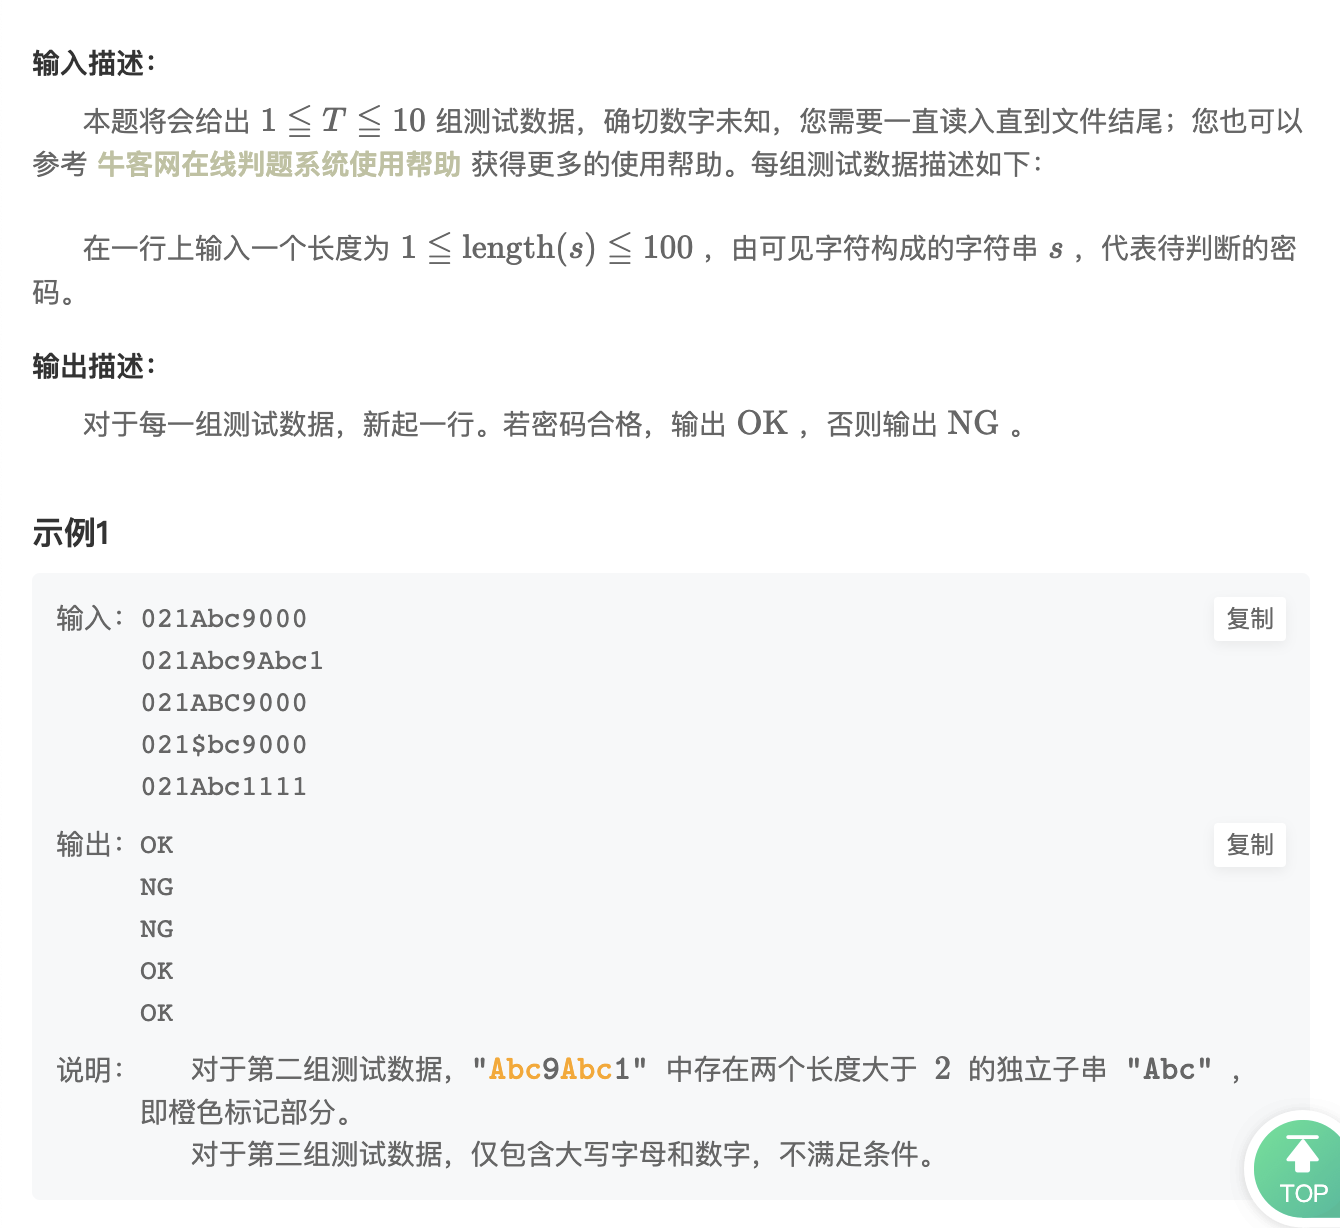 输入描述：
本题将会给出 1 ≦ T ≦ 10 组测试数据，确切数字未知，您需要一直读入直到文件结尾；您也可以
参考 牛客网在线判题系统使用帮助 获得更多的使用帮助。每组测试数据描述如下：
在一行上输入一个长度为 1 ≦ length(s) ≦ 100 ，由可见字符构成的字符串 s ，代表待判断的密
码。
输出描述：
对于每一组测试数据，新起一行。若密码合格，输出 OK ，否则输出 NG 。
示例1
输入：021Abc9000 复制
021Abc9Abc1
021ABC9000
021$bc9000
021Abc1111
输出：OK 复制
NG
NG
OK
OK
说明： 对于第二组测试数据，"Abc9Abc1" 中存在两个长度大于 2 的独立子串 "Abc" ，
即橙色标记部分。
对于第三组测试数据，仅包含大写字母和数字，不满足条件。
TOP